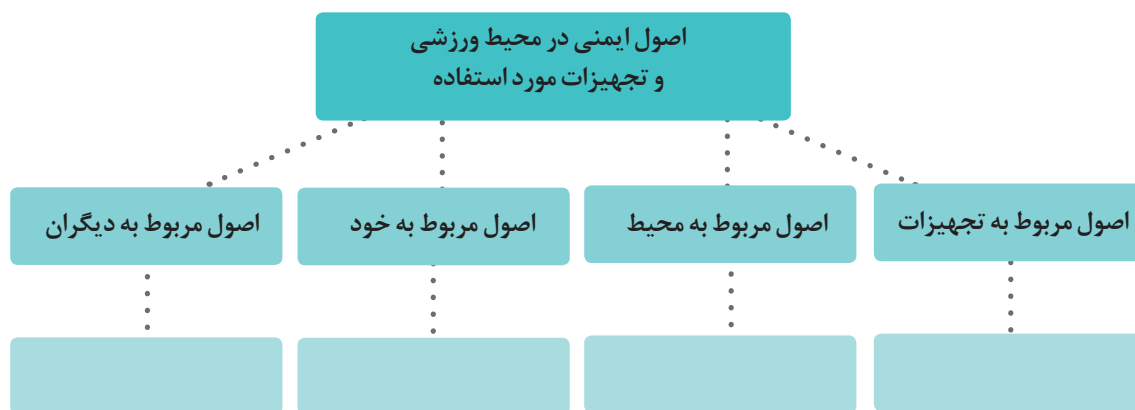 اصول ایمنی در محیط ورزشی
و تجهیزات مورد استفاده
اصول مربوط به تجهیزات
اصول مربوط به محیط
اصول مربوط به خود
اصول مربوط به دیگران